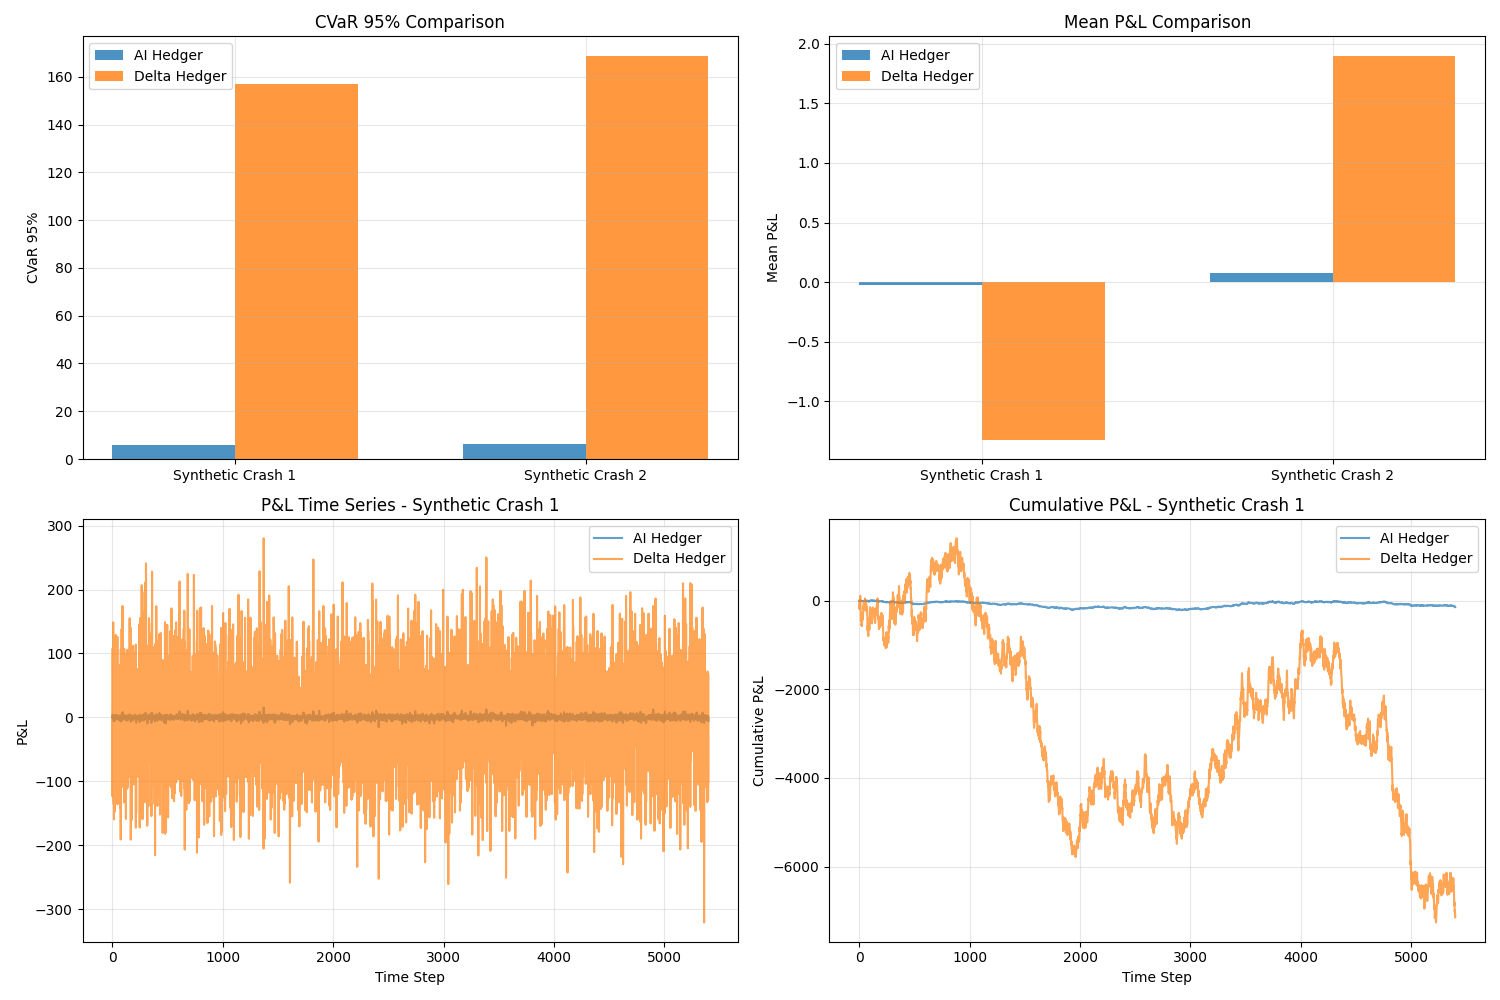 CVaR 95% Comparison
AI Hedger
Delta Hedger
160
140
120
100
80
60
40
20
0
CVaR 95%
Synthetic Crash 1
Synthetic Crash 2
Mean P&L Comparison
AI Hedger
Delta Hedger
2.0
1.5
1.0
0.5
0.0
−0.5
−1.0
Mean P&L
Synthetic Crash 1
Synthetic Crash 2
P&L Time Series - Synthetic Crash 1
AI Hedger
Delta Hedger
300
200
100
0
−100
−200
−300
P&L
0
1000
2000
3000
4000
5000
Time Step
Cumulative P&L - Synthetic Crash 1
AI Hedger
Delta Hedger
0
−2000
−4000
−6000
Cumulative P&L
0
1000
2000
3000
4000
5000
Time Step